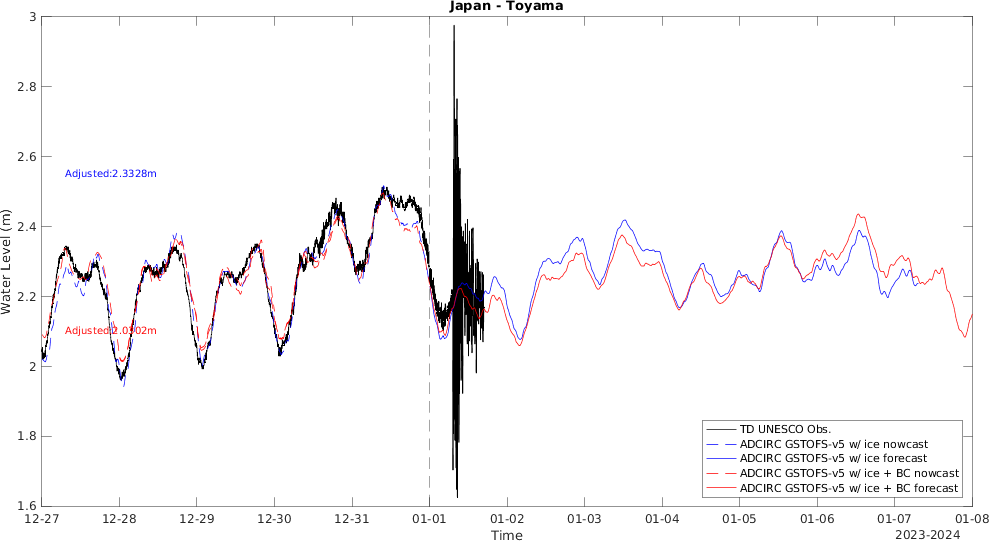 Japan - Toyama
Water Level (m)
3
2.8
2.6
2.4
2.2
2
1.8
1.6
Adjusted:2.3328m
Adjusted:2.0502m
TD UNESCO Obs.
ADCIRC GSTOFS-v5 w/ ice nowcast
ADCIRC GSTOFS-v5 w/ ice forecast
ADCIRC GSTOFS-v5 w/ ice + BC nowcast
ADCIRC GSTOFS-v5 w/ ice + BC forecast
12-27 12-28 12-29 12-30 12-31 01-01 01-02 01-03 01-04 01-05 01-06 01-07 01-08
Time
2023-2024